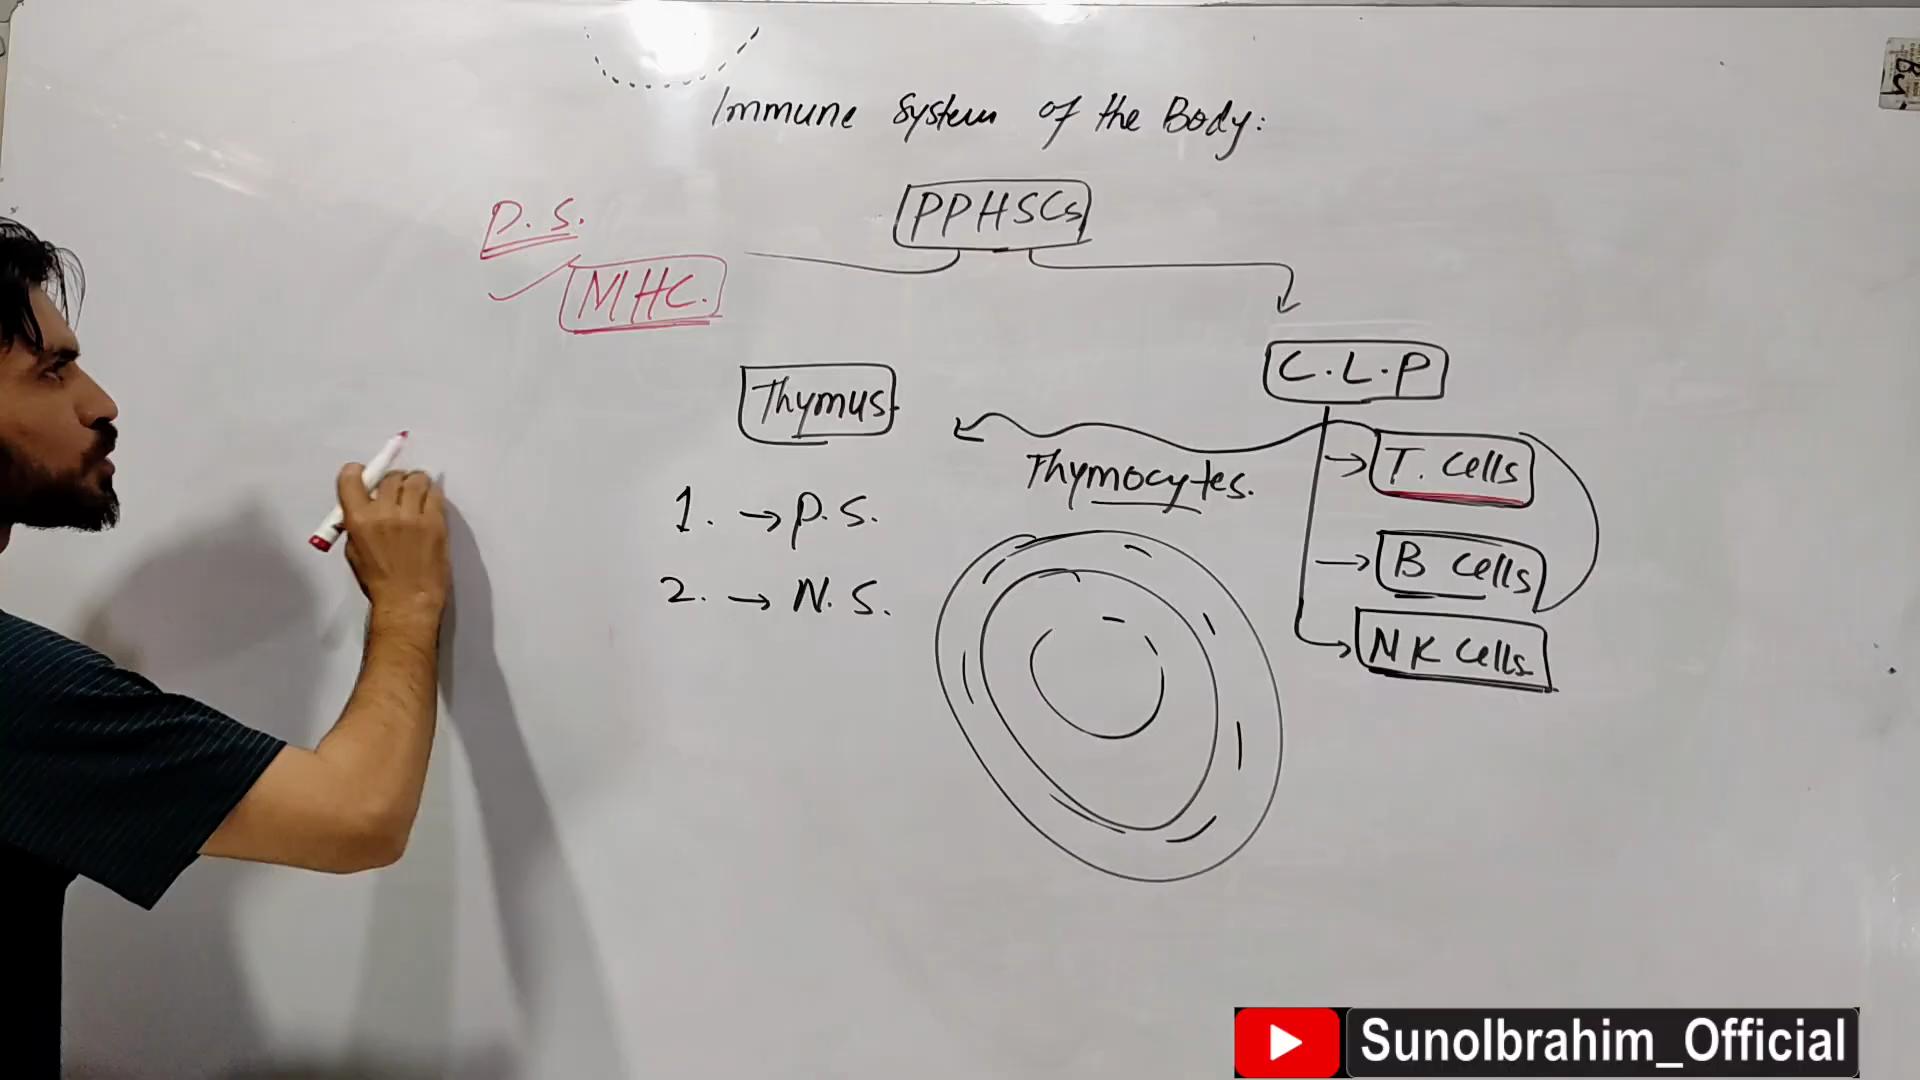 Immune System of the Body:
PPHSCs
P.S.
MHC.
C.L.P
Thymus
T. Cells
Thymocytes.
1. → P.S.
B Cells
2. → N.S.
NK Cells
SunoIbrahim_Official